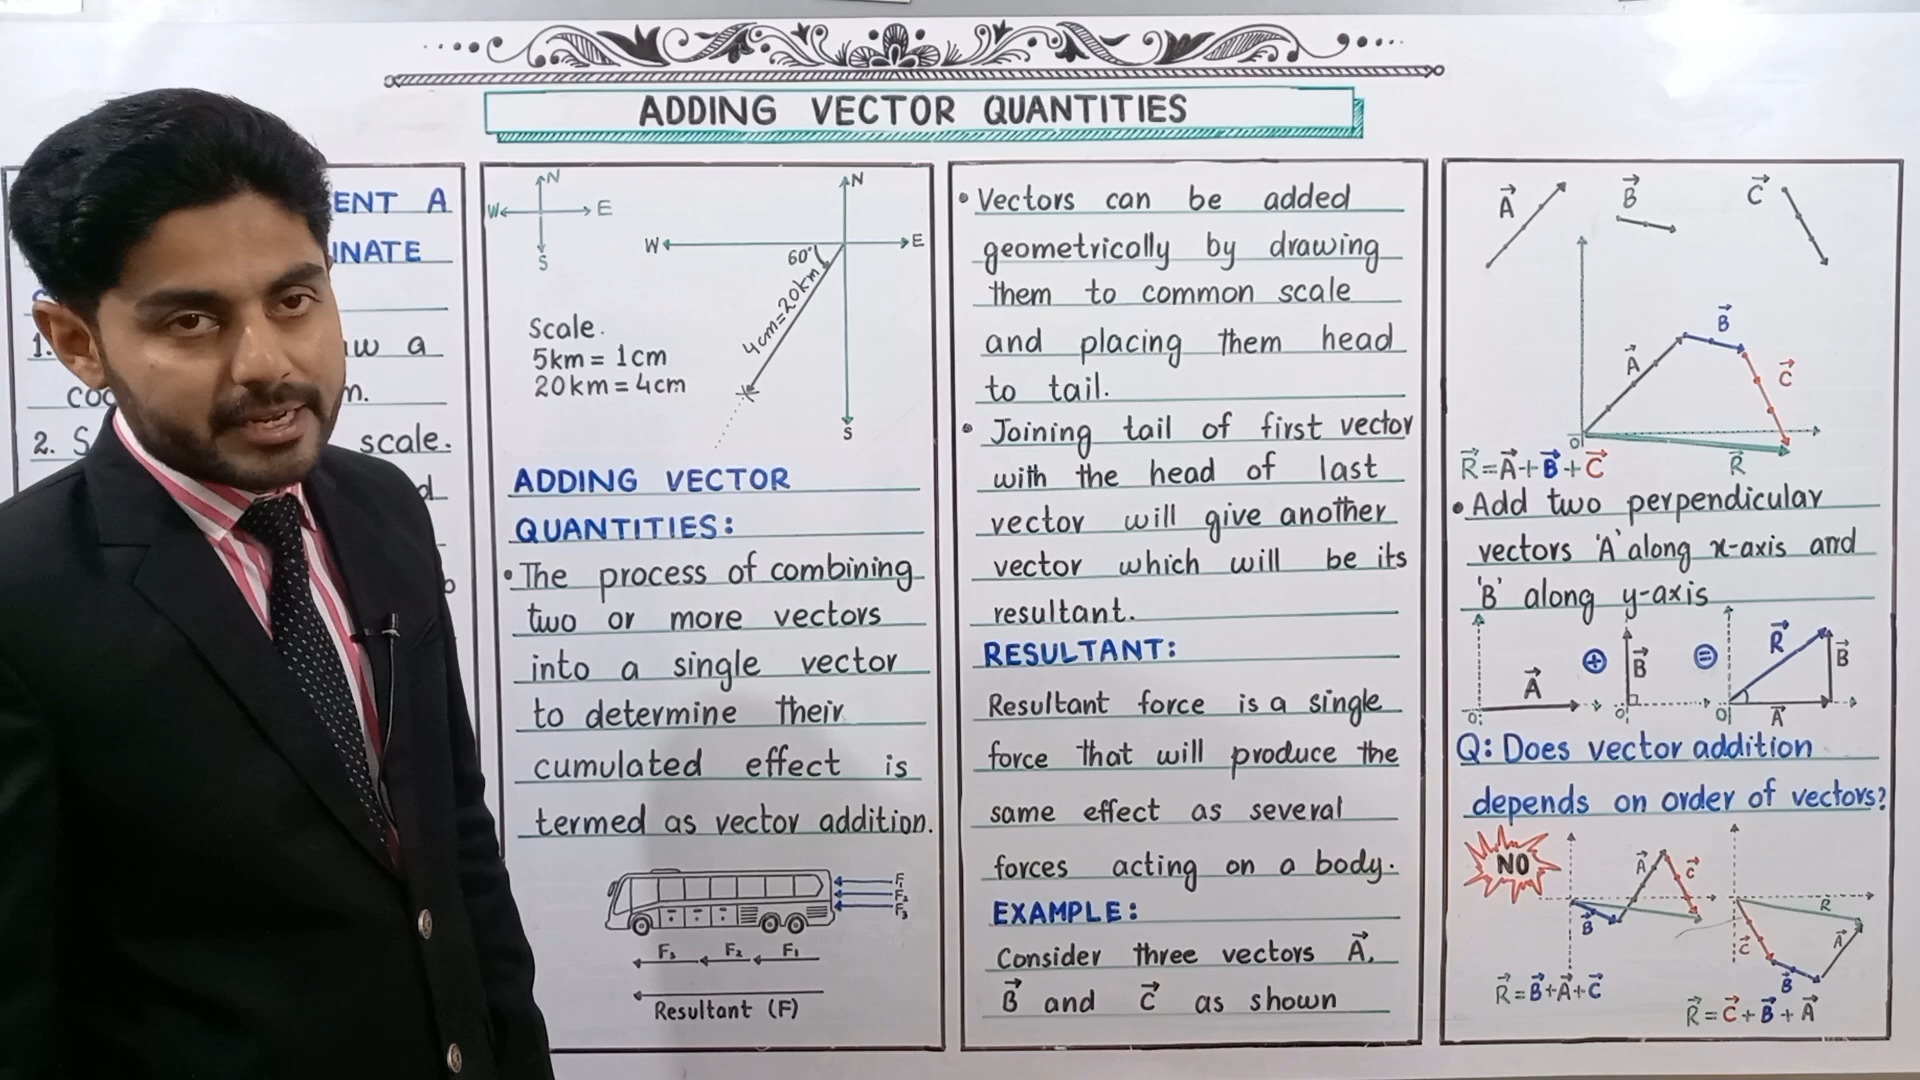 ADDING VECTOR QUANTITIES
ENT A
INATE
1. w a
m.
2. S scale.
N
W E
S
N
W E
60°
4cm=20km
S
Scale.
5km = 1cm
20km = 4cm
ADDING VECTOR
QUANTITIES:
• The process of combining
two or more vectors
into a single vector
to determine their
cumulated effect is
termed as vector addition.
F1
F2
F3
F3 F2 F1
Resultant (F)
• Vectors can be added
geometrically by drawing
them to common scale
and placing them head
to tail.
• Joining tail of first vector
with the head of last
vector will give another
vector which will be its
resultant.
RESULTANT:
Resultant force is a single
force that will produce the
same effect as several
forces acting on a body.
EXAMPLE:
Consider three vectors A⃗,
B⃗ and C⃗ as shown
A⃗ B⃗ C⃗
B⃗
A⃗ C⃗
O
R⃗
R⃗=A⃗+B⃗+C⃗
• Add two perpendicular
vectors 'A' along x-axis and
'B' along y-axis
A⃗ ⊕ B⃗ ⊜ R⃗ B⃗
O O O A⃗
Q: Does vector addition
depends on order of vectors?
NO
A⃗ C⃗
B⃗
R
A⃗
C⃗
B⃗
R⃗=B⃗+A⃗+C⃗
R⃗=C⃗+B⃗+A⃗